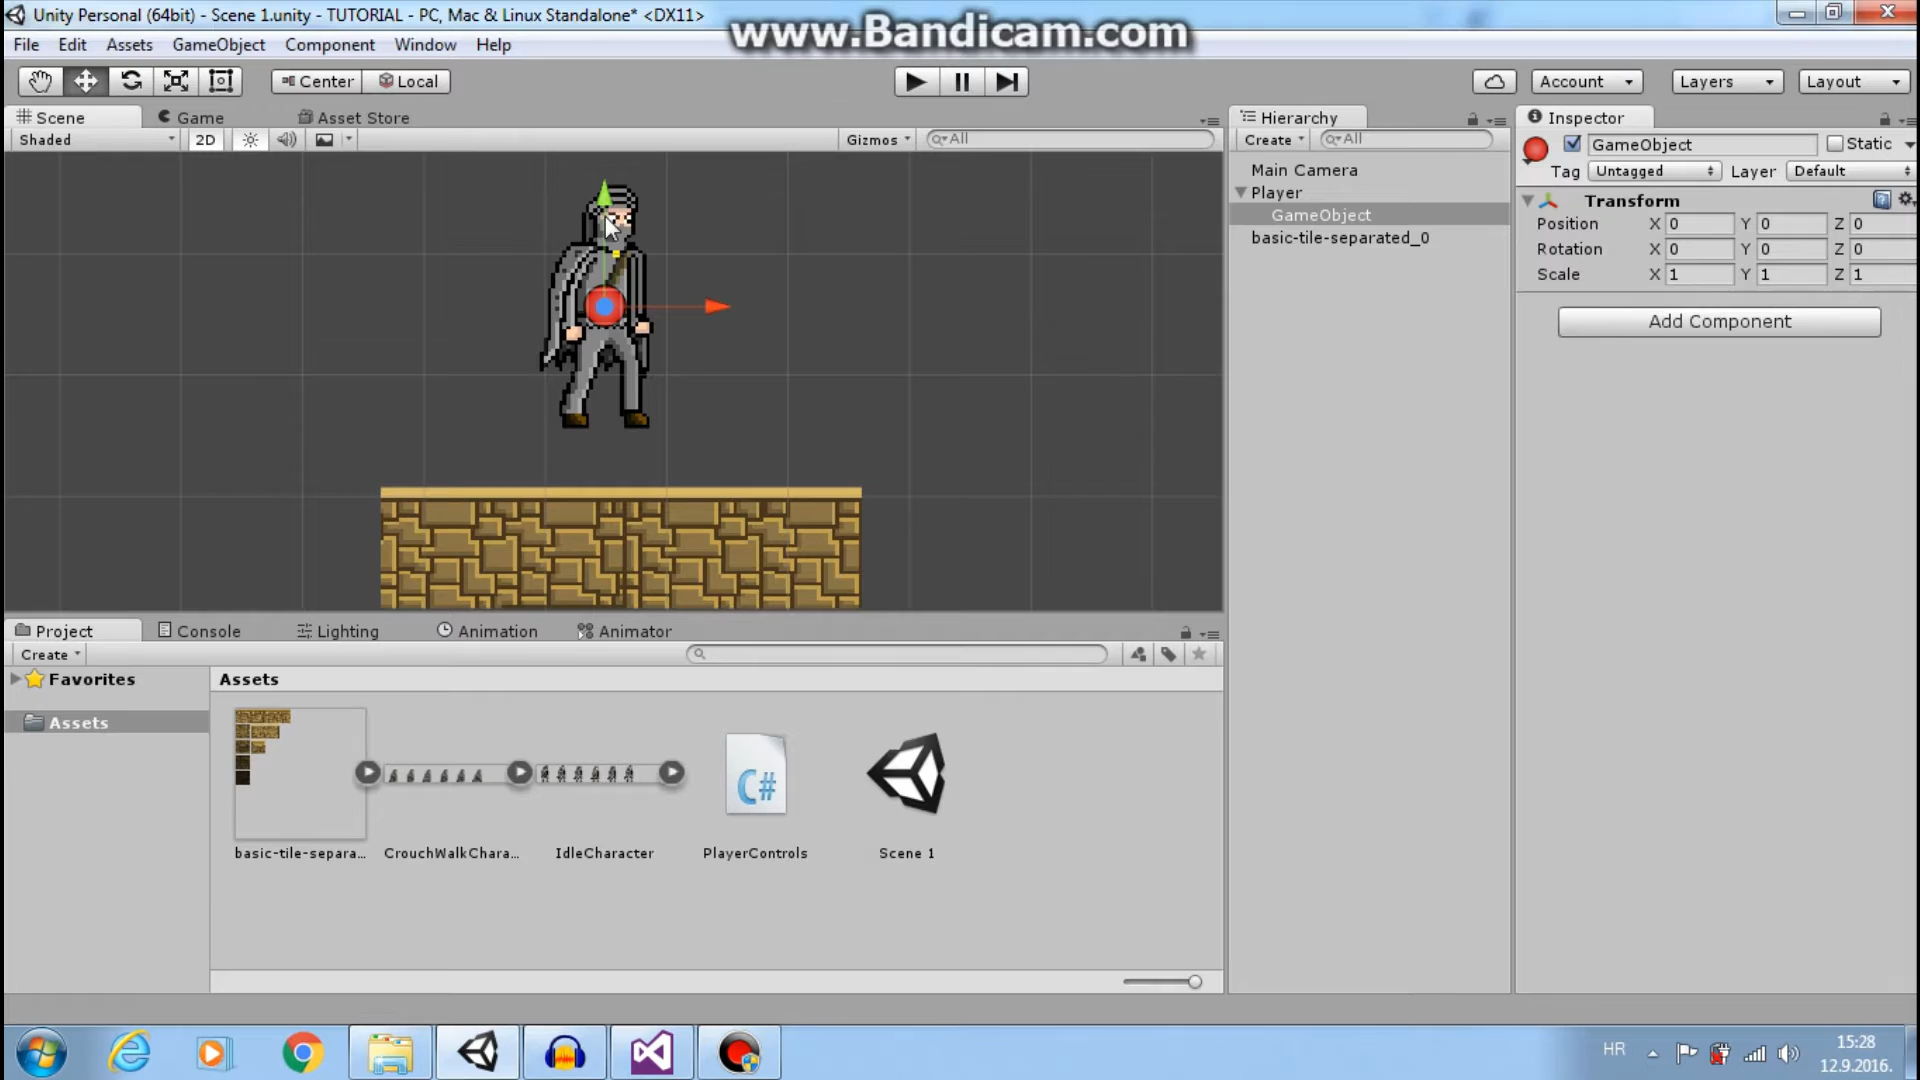 Unity Personal (64bit) - Scene 1.unity - TUTORIAL - PC, Mac & Linux Standalone* <DX11>
www.Bandicam.com
File Edit Assets GameObject Component Window Help
Center Local Account Layers Layout
Scene Game Asset Store
Shaded 2D Gizmos All
Hierarchy
Create All
Main Camera
Player
GameObject
basic-tile-separated_0
Inspector
GameObject Static
Tag Untagged Layer Default
Transform
Position X 0 Y 0 Z 0
Rotation X 0 Y 0 Z 0
Scale X 1 Y 1 Z 1
Add Component
Project Console Lighting Animation Animator
Create
Favorites
Assets
Assets
C#
basic-tile-separa... CrouchWalkChara... IdleCharacter PlayerControls Scene 1
HR
15:28
12.9.2016.